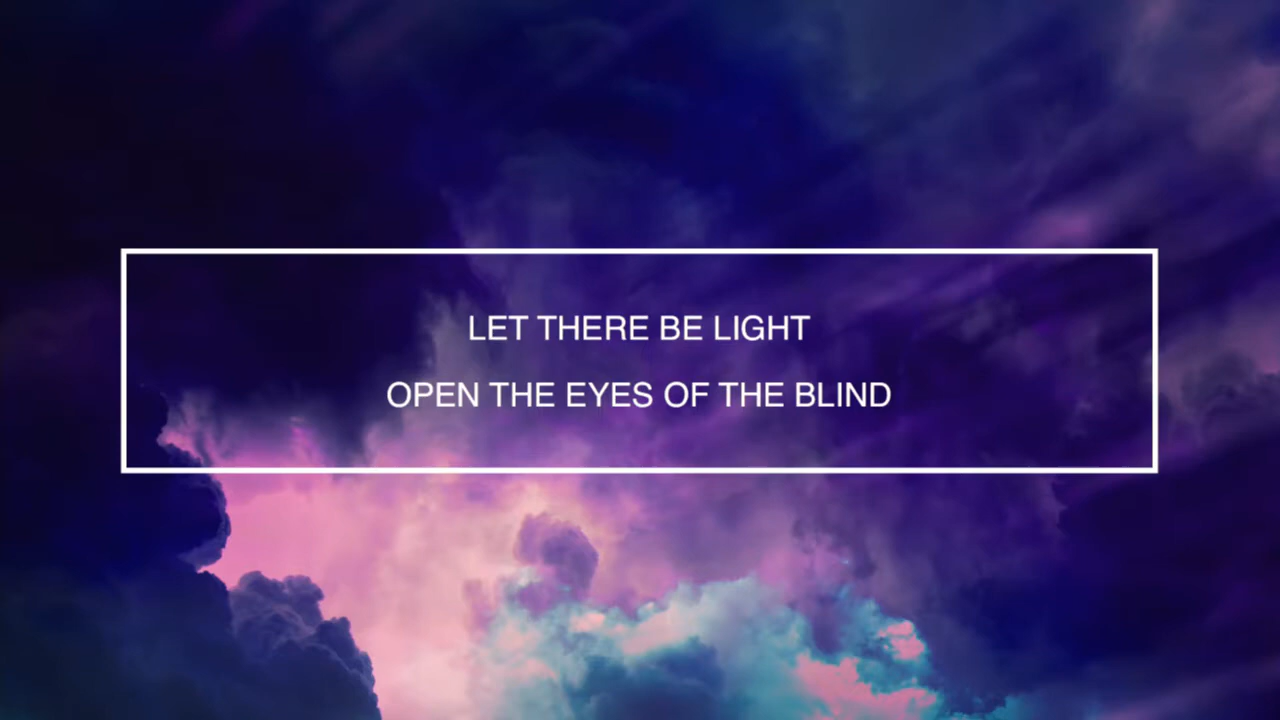 LET THERE BE LIGHT
OPEN THE EYES OF THE BLIND